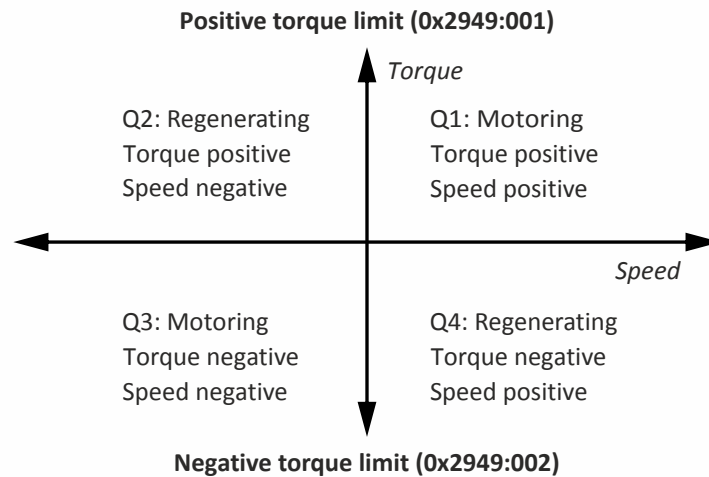 Positive torque limit (0x2949:001)
Torque
Q2: Regenerating
Torque positive
Speed negative
Q1: Motoring
Torque positive
Speed positive
Speed
Q3: Motoring
Torque negative
Speed negative
Q4: Regenerating
Torque negative
Speed positive
Negative torque limit (0x2949:002)